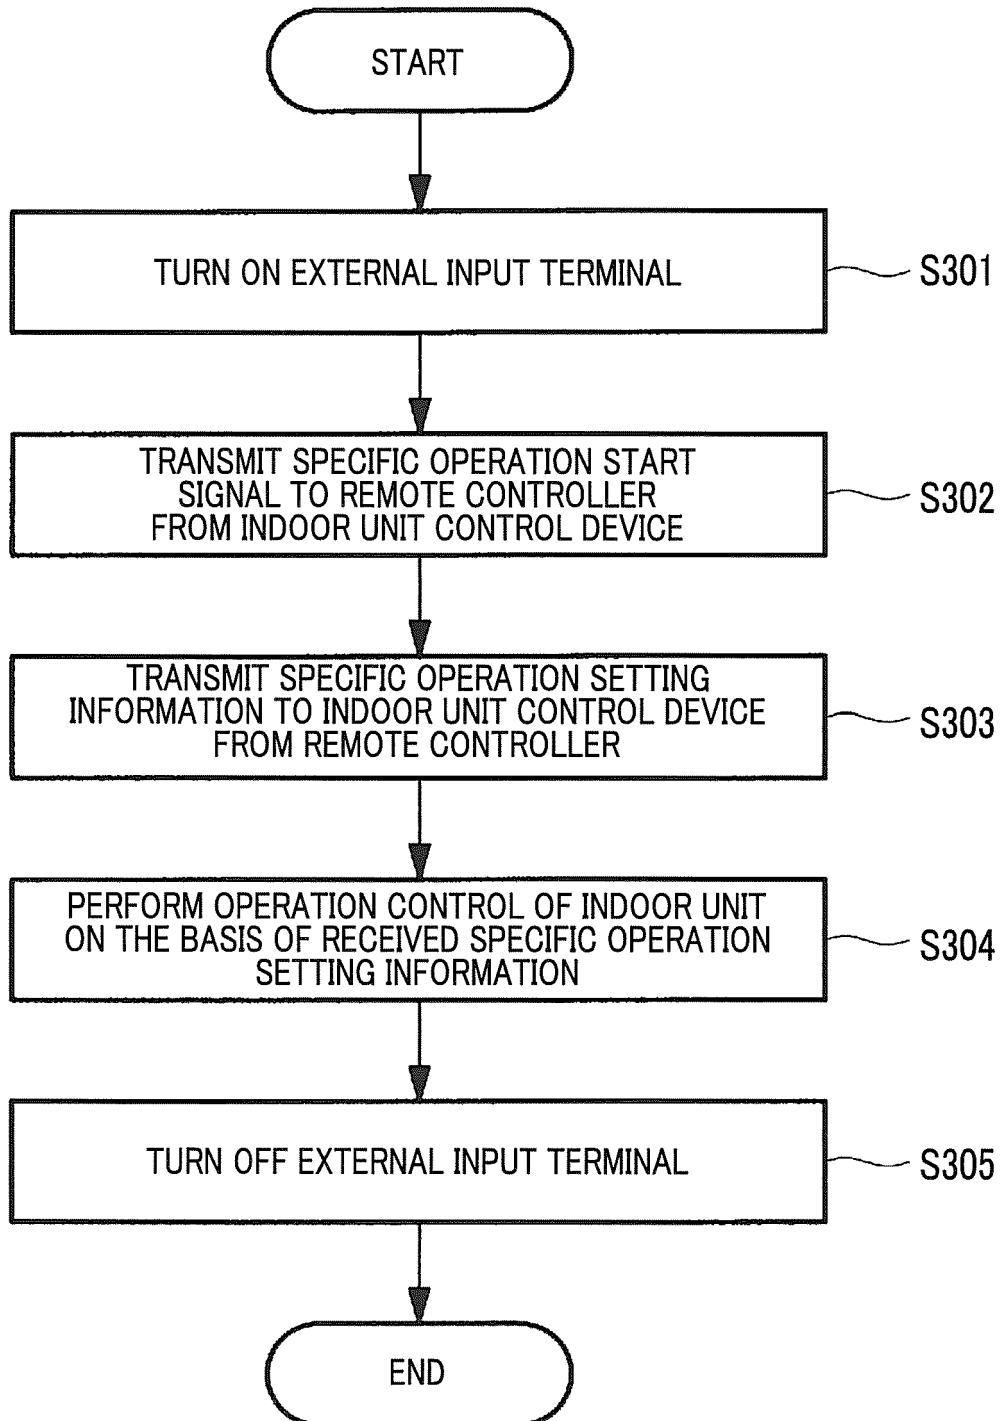 START
TURN ON EXTERNAL INPUT TERMINAL
S301
TRANSMIT SPECIFIC OPERATION START
SIGNAL TO REMOTE CONTROLLER
FROM INDOOR UNIT CONTROL DEVICE
S302
TRANSMIT SPECIFIC OPERATION SETTING
INFORMATION TO INDOOR UNIT CONTROL DEVICE
FROM REMOTE CONTROLLER
S303
PERFORM OPERATION CONTROL OF INDOOR UNIT
ON THE BASIS OF RECEIVED SPECIFIC OPERATION
SETTING INFORMATION
S304
TURN OFF EXTERNAL INPUT TERMINAL
S305
END